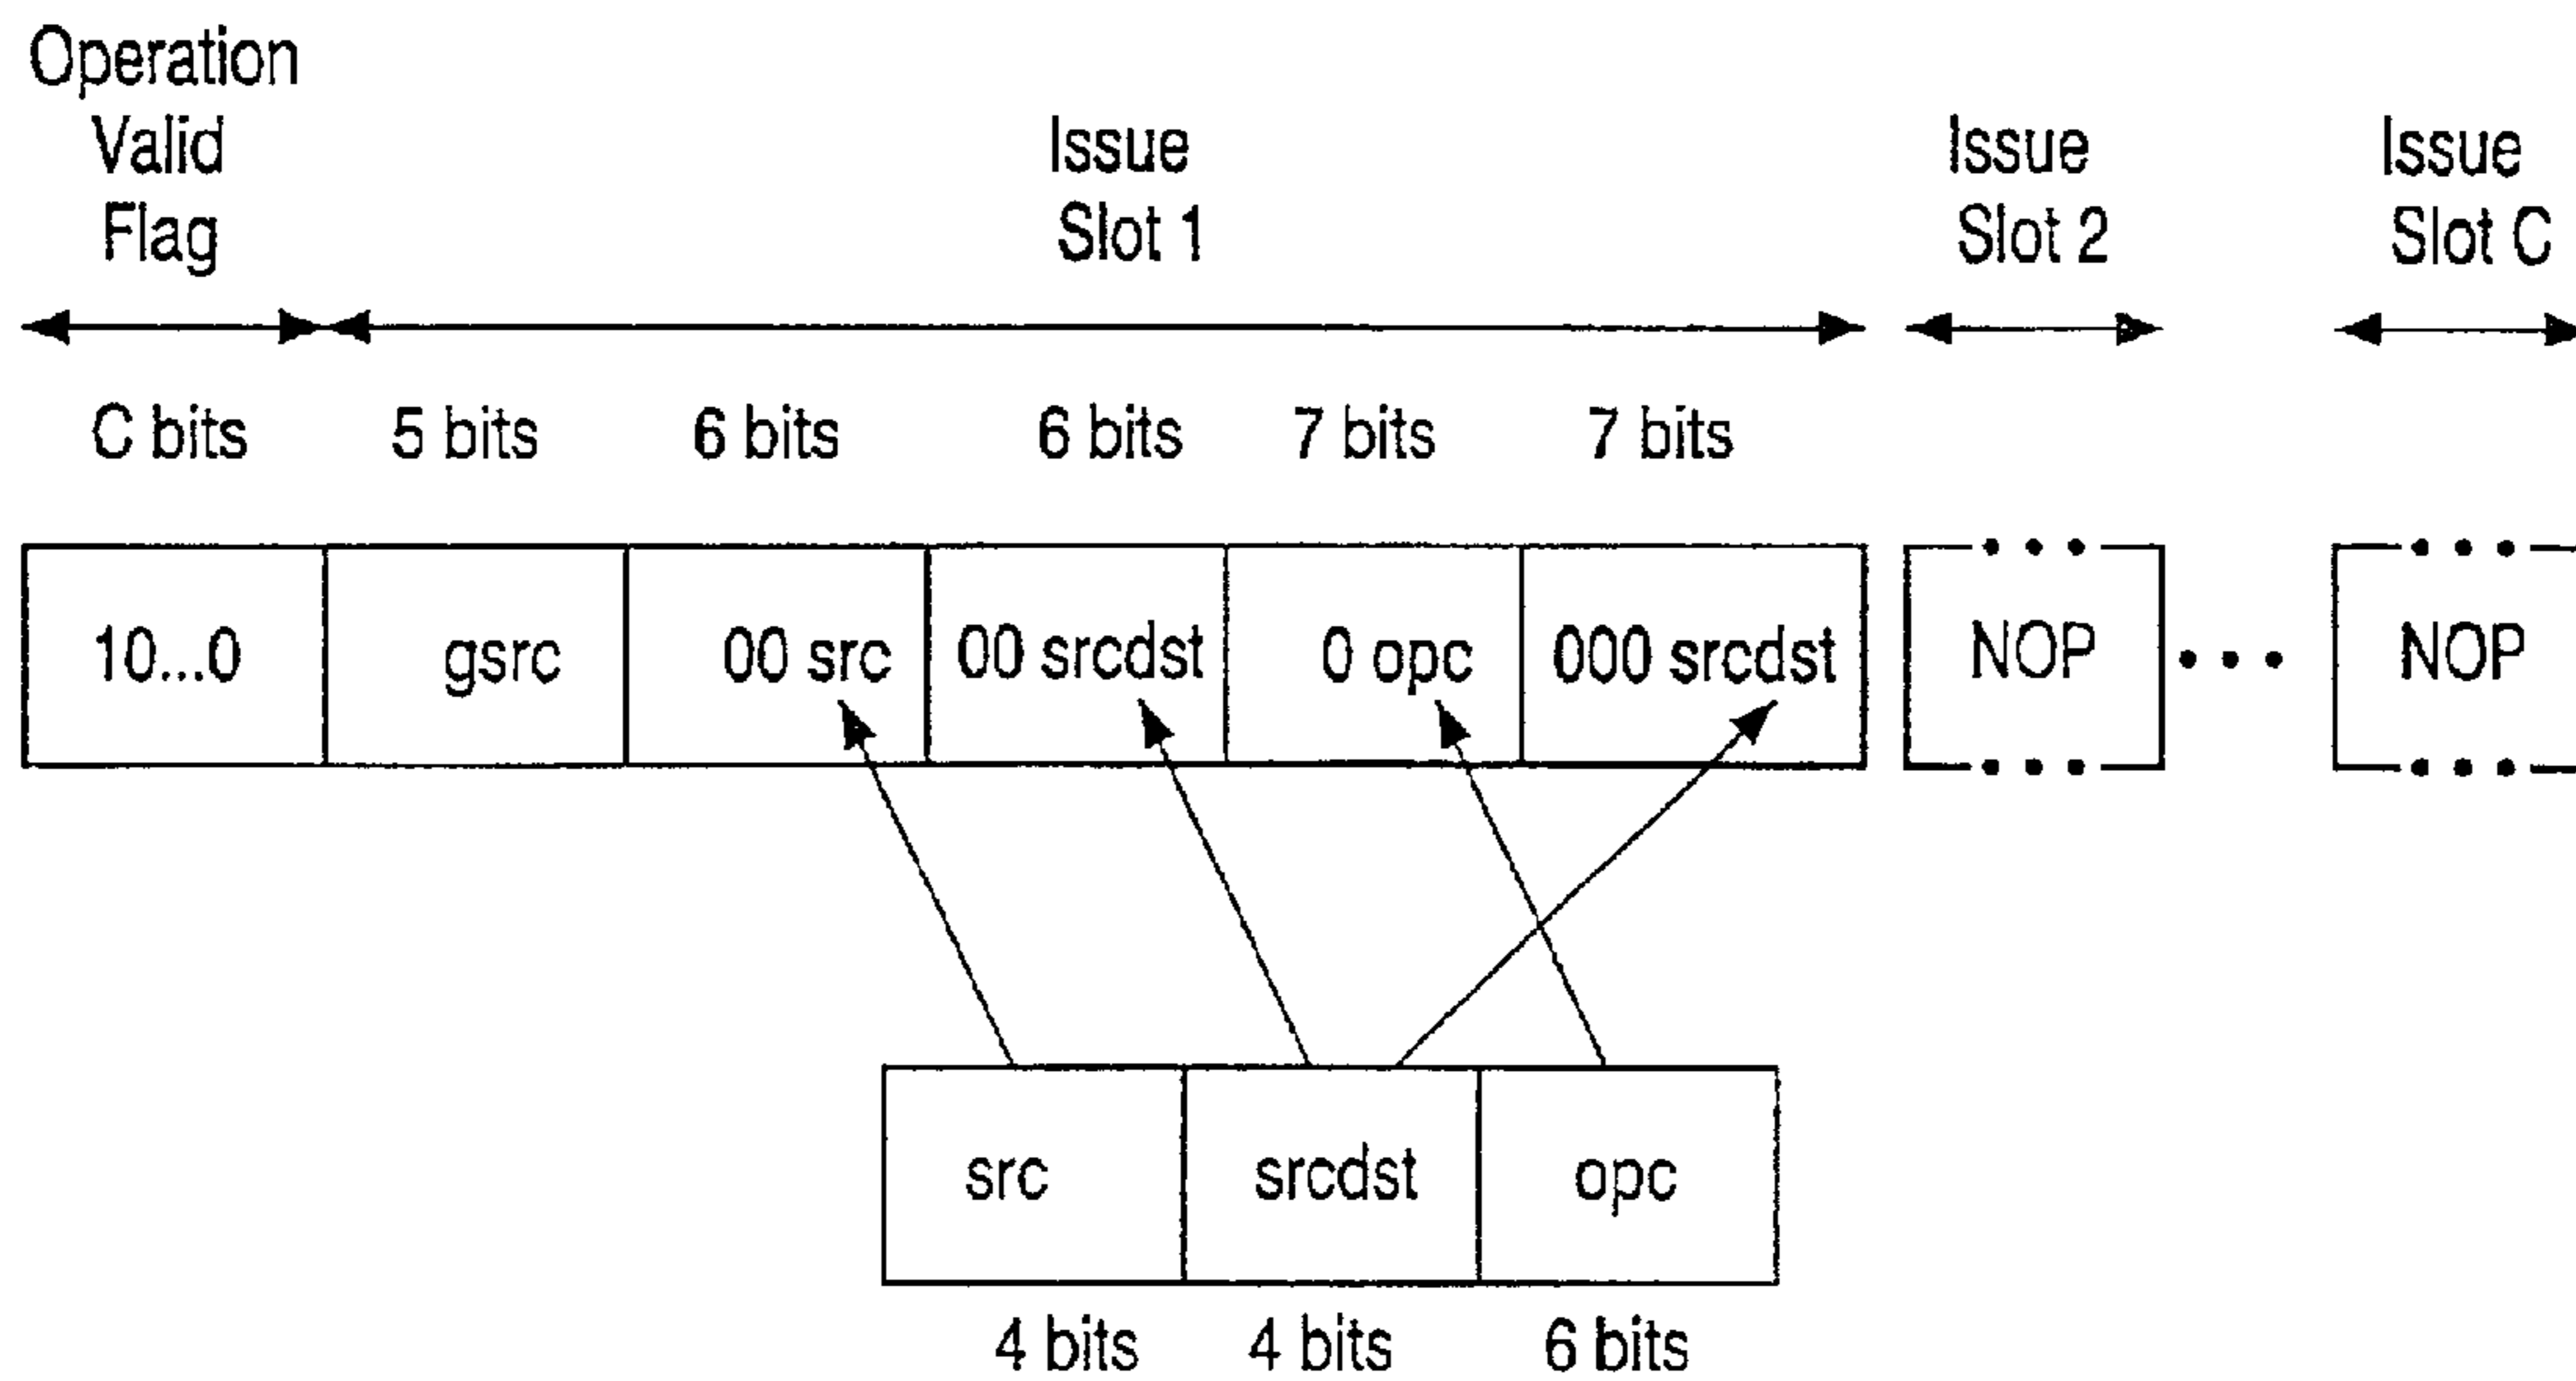 Operation
Valid
Flag
Issue
Slot 1
Issue
Slot 2
Issue
Slot C
C bits 5 bits 6 bits 6 bits 7 bits 7 bits
10...0 gsrc 00 src 00 srcdst 0 opc 000 srcdst NOP ... NOP
src srcdst opc
4 bits 4 bits 6 bits